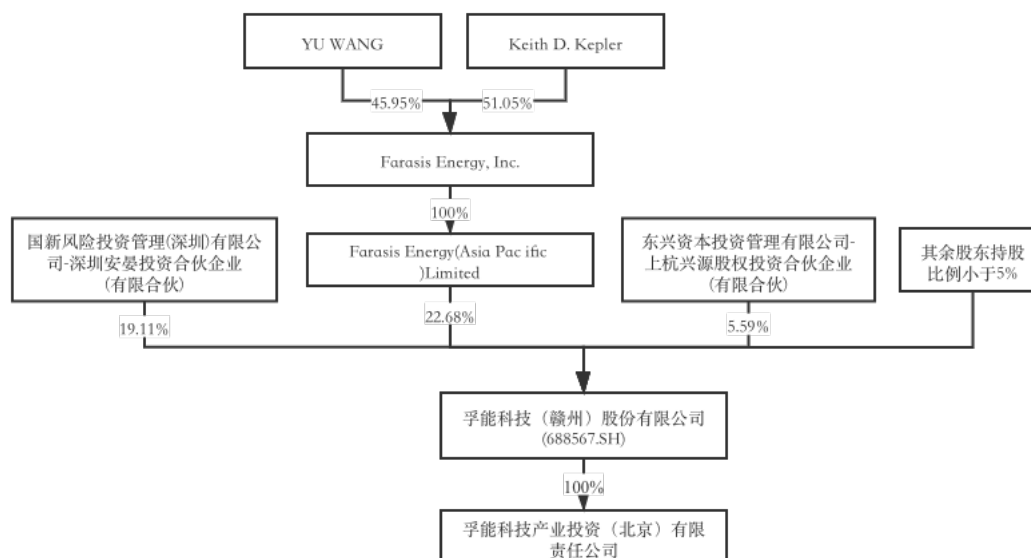 YU WANG
Keith D. Kepler
45.95%
51.05%
Farasis Energy, Inc.
100%
国新风险投资管理(深圳)有限公
司-深圳安晏投资合伙企业
(有限合伙)
Farasis Energy(Asia Pac ific
)Limited
东兴资本投资管理有限公司-
上杭兴源股权投资合伙企业
(有限合伙)
其余股东持股
比例小于5%
19.11%
22.68%
5.59%
孚能科技（赣州）股份有限公司
(688567.SH)
100%
孚能科技产业投资（北京）有限
责任公司